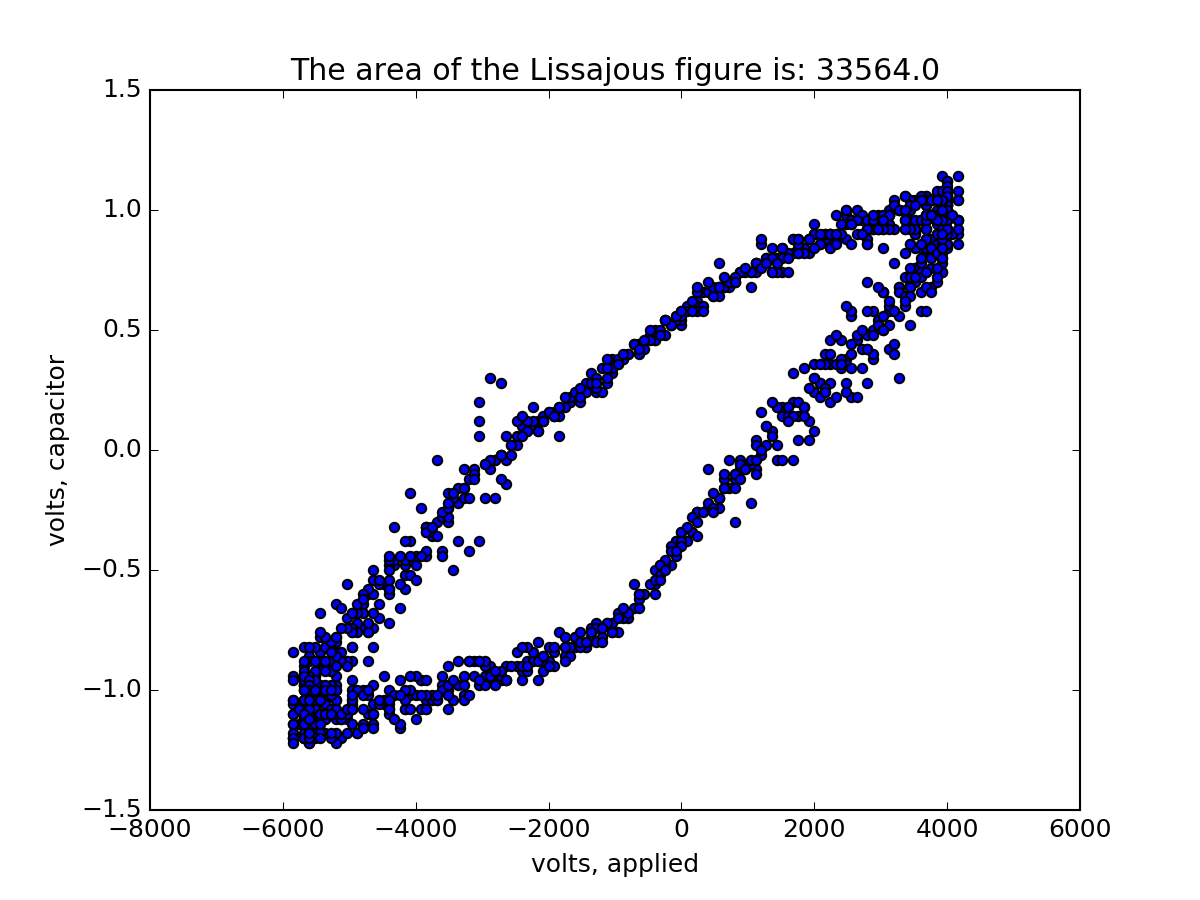 The area of the Lissajous figure is: 33564.0
1.5
1.0
0.5
0.0
−0.5
−1.0
−1.5
volts, capacitor
−8000 −6000 −4000 −2000 0 2000 4000 6000
volts, applied